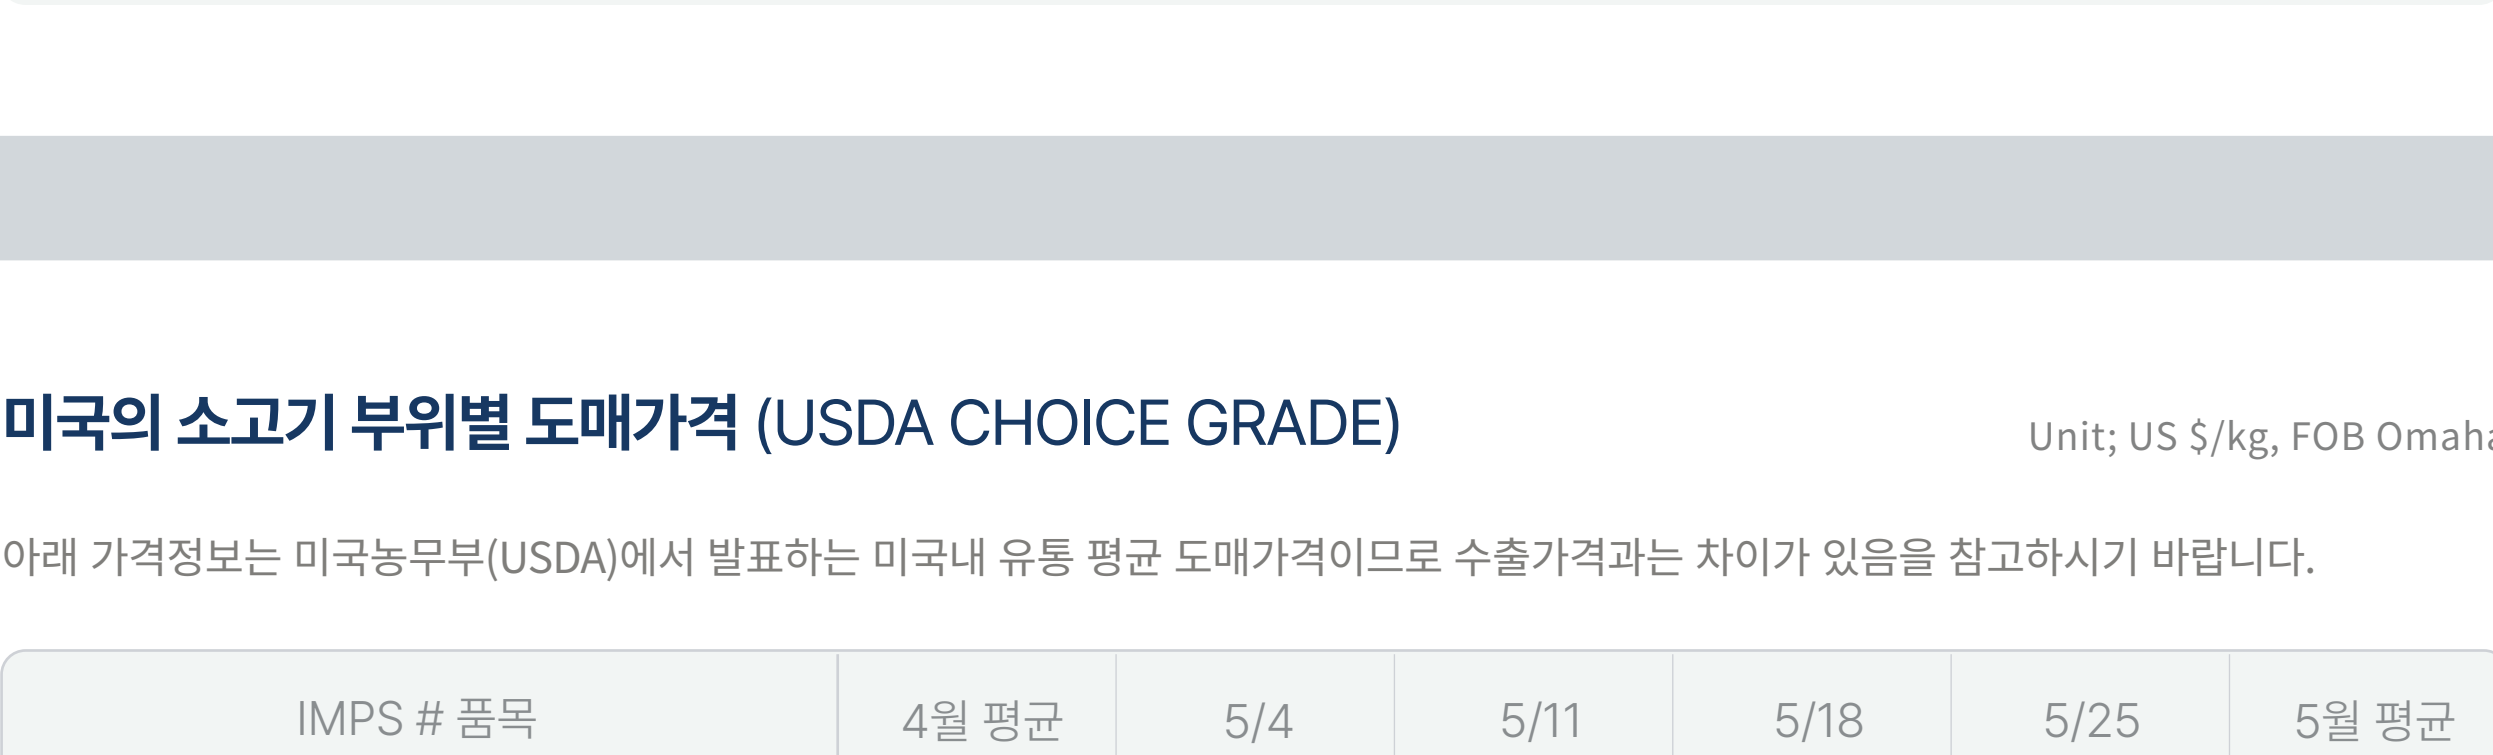 미국의 소고기 부위별 도매가격 (USDA CHOICE GRADE)
Unit; US $/kg, FOB Omah
아래 가격정보는 미국농무부(USDA)에서 발표하는 미국내 유통 평균 도매가격이므로 수출가격과는 차이가 있음을 참고하시기 바랍니다.
IMPS # 품목
4월 평균
5/4
5/11
5/18
5/25
5월 평균